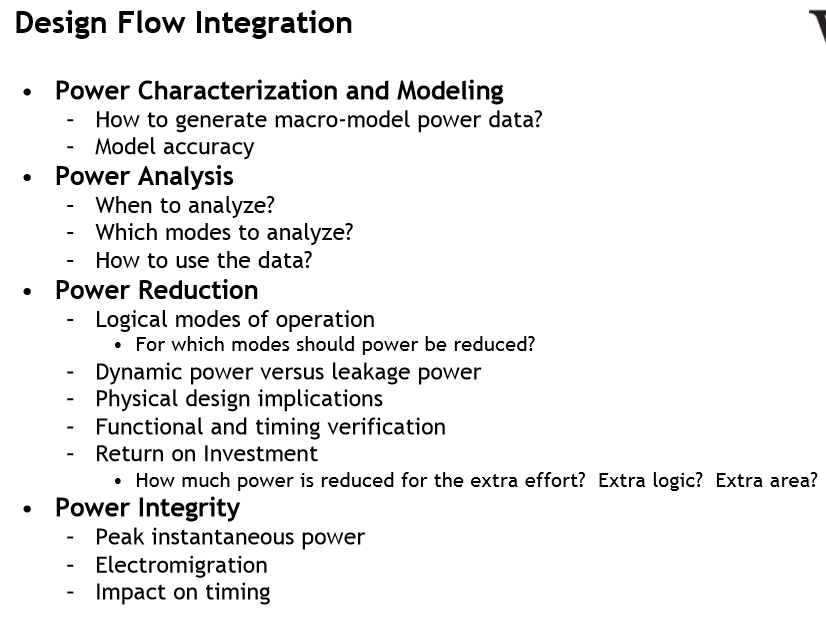 Design Flow Integration
• Power Characterization and Modeling
– How to generate macro-model power data?
– Model accuracy
• Power Analysis
– When to analyze?
– Which modes to analyze?
– How to use the data?
• Power Reduction
– Logical modes of operation
• For which modes should power be reduced?
– Dynamic power versus leakage power
– Physical design implications
– Functional and timing verification
– Return on Investment
• How much power is reduced for the extra effort? Extra logic? Extra area?
• Power Integrity
– Peak instantaneous power
– Electromigration
– Impact on timing